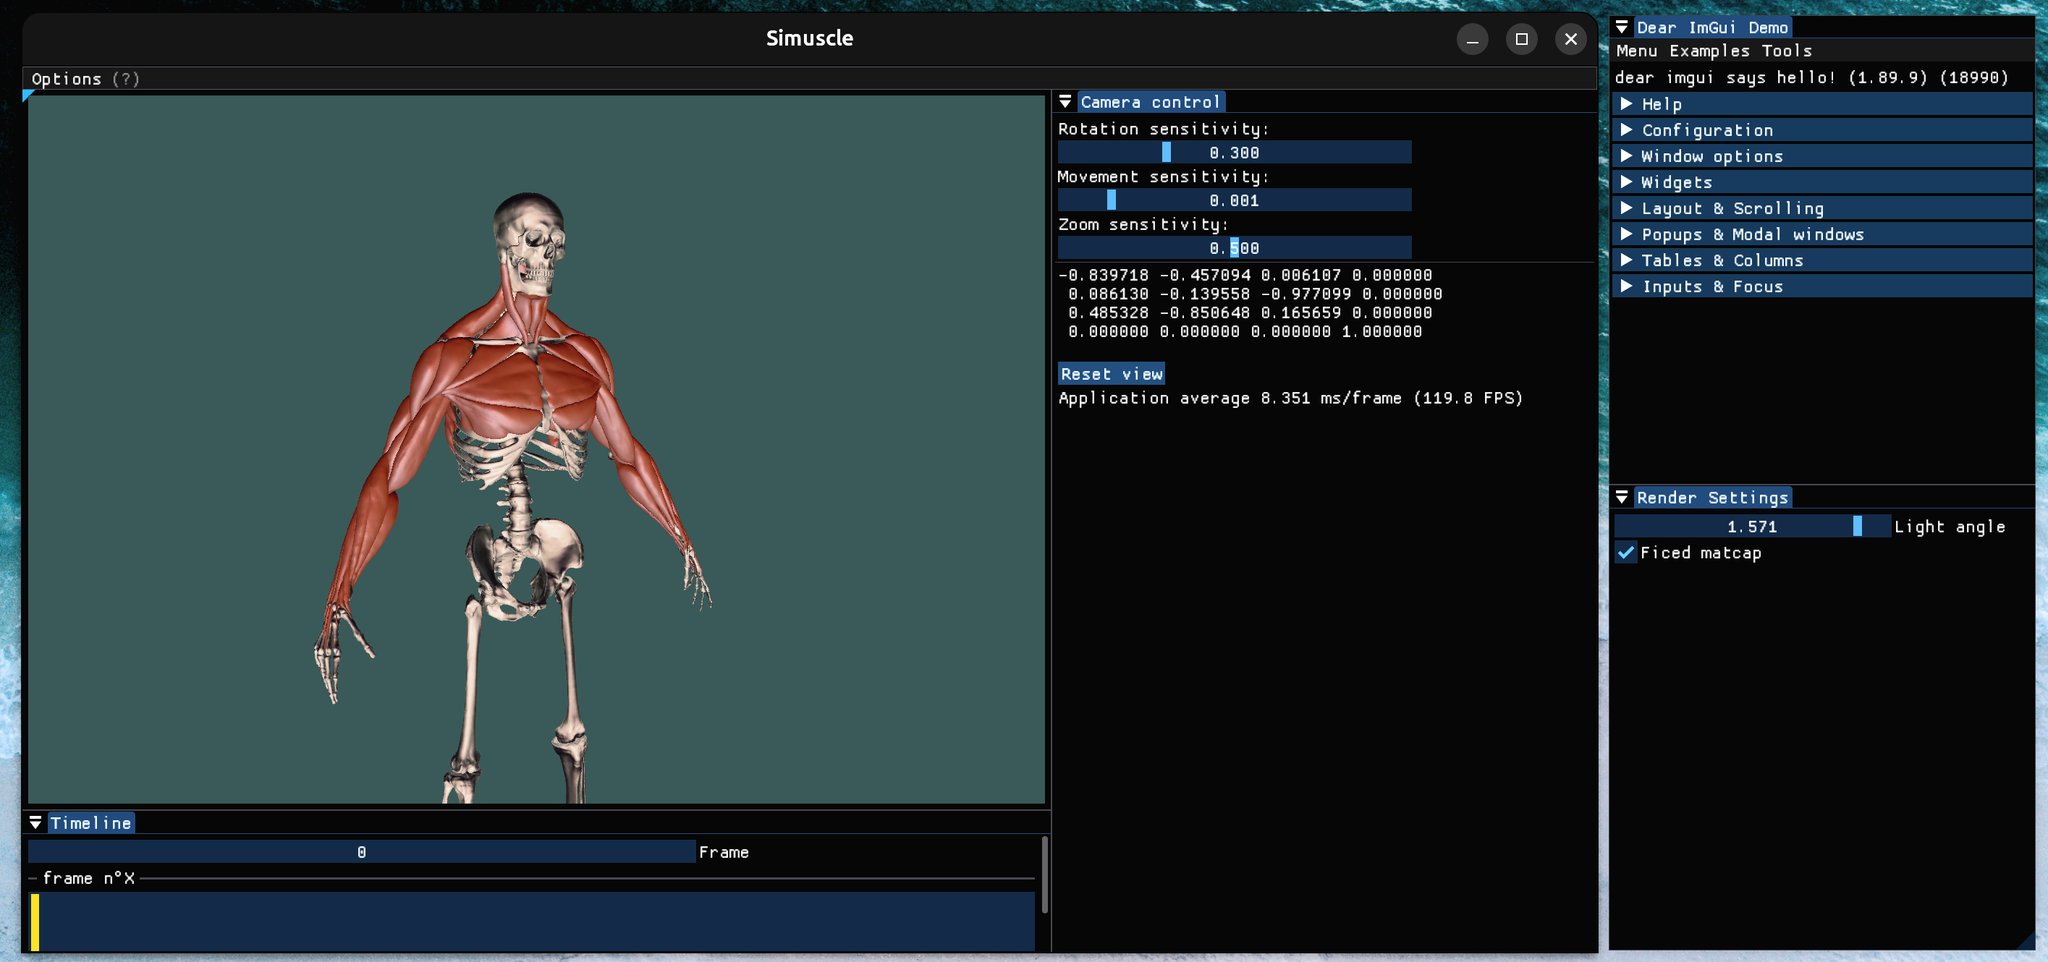 Simuscle
Options (?)
Camera control
Rotation sensitivity:
0.300
Movement sensitivity:
0.001
Zoom sensitivity:
0.500
-0.839718 -0.457094 0.006107 0.000000
0.086130 -0.139558 -0.977099 0.000000
0.485328 -0.850648 0.165659 0.000000
0.000000 0.000000 0.000000 1.000000
Reset view
Application average 8.351 ms/frame (119.8 FPS)
Timeline
0 Frame
frame n°X
Dear ImGui Demo
Menu Examples Tools
dear imgui says hello! (1.89.9) (18990)
Help
Configuration
Window options
Widgets
Layout & Scrolling
Popups & Modal windows
Tables & Columns
Inputs & Focus
Render Settings
1.571 Light angle
Ficed matcap